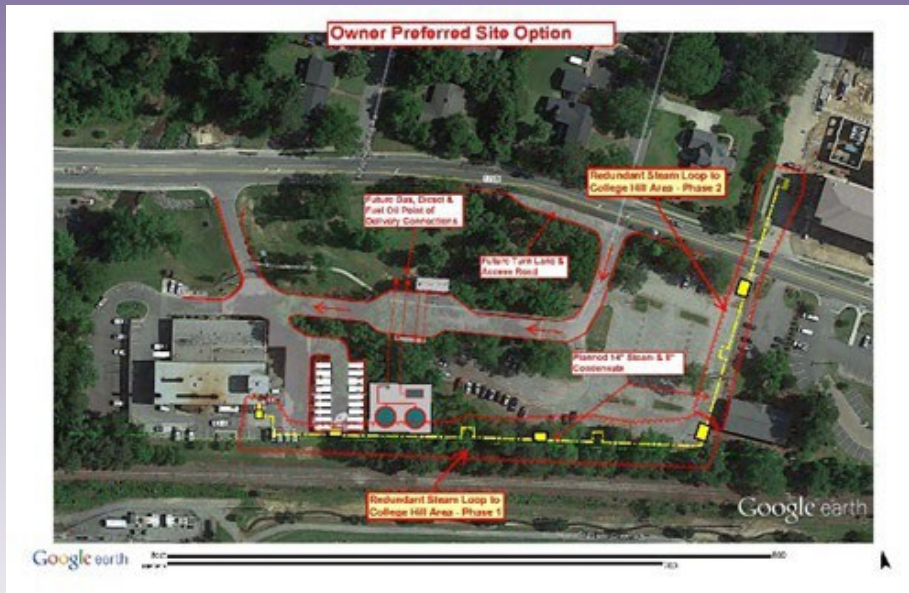 Owner Preferred Site Option
Redundant Steam Loop to
College Hill Area - Phase 2
Future Gas, Diesel &
Fuel Oil Point of
Delivery Connections
Future Turn Land &
Access Road
Planned 14" Steam & 8"
Condensate
Redundant Steam Loop to
College Hill Area - Phase 1
Google earth
Google earth
feet